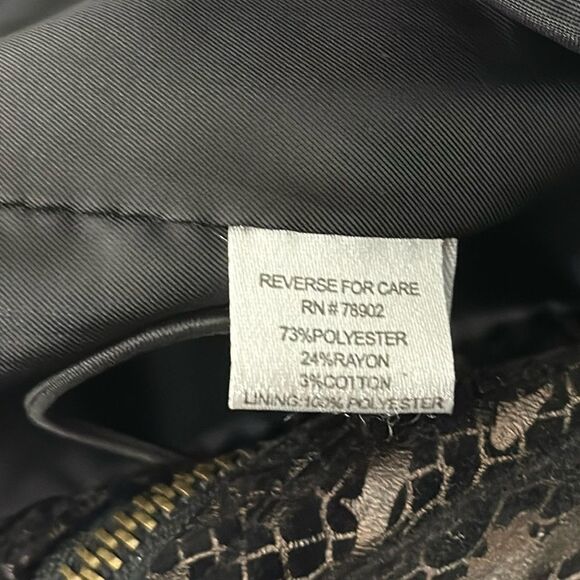 REVERSE FOR CARE
RN # 78902
73%POLYESTER
24%RAYON
3%COTTON
LINING:100% POLYESTER